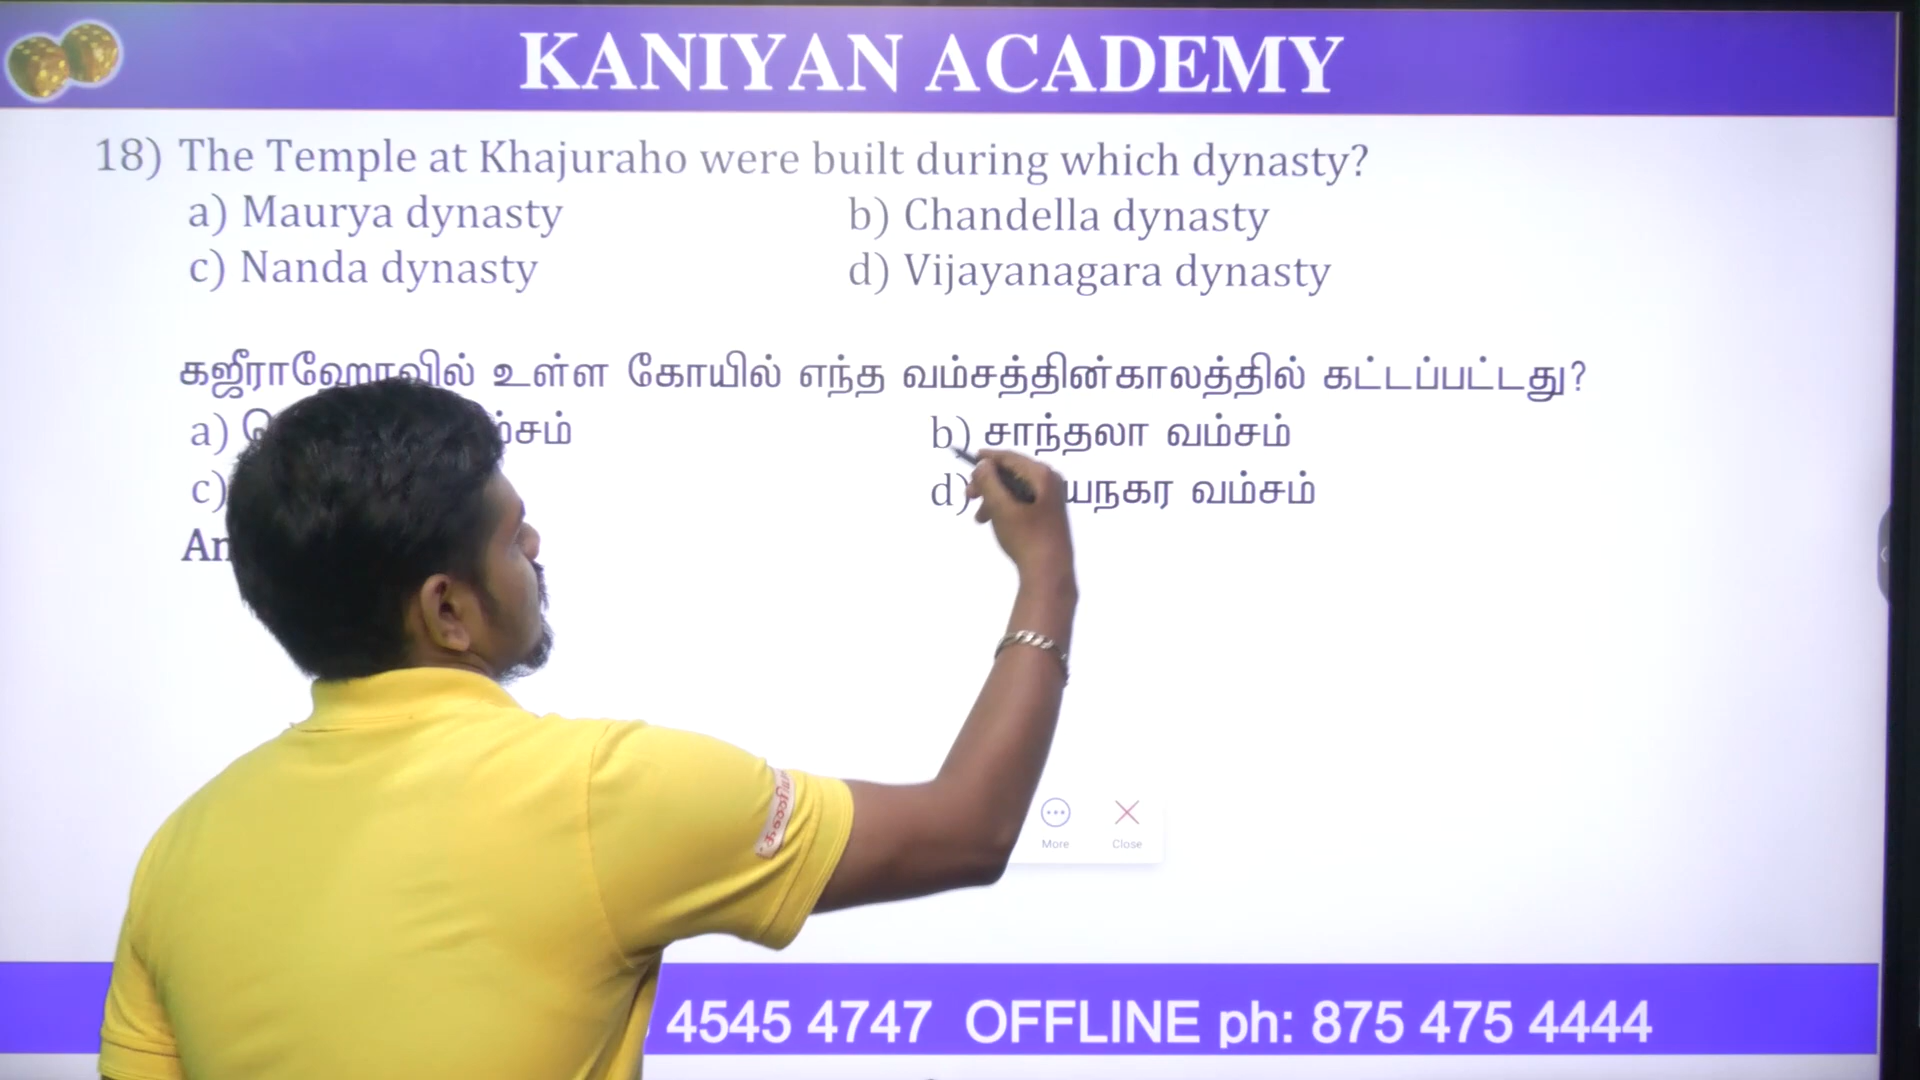 KANIYAN ACADEMY
18) The Temple at Khajuraho were built during which dynasty?
a) Maurya dynasty b) Chandella dynasty
c) Nanda dynasty d) Vijayanagara dynasty
கஜீராஹோவில் உள்ள கோயில் எந்த வம்சத்தின்காலத்தில் கட்டப்பட்டது?
a) b) சாந்தலா வம்சம்
c) d) வம்சம்
More Close
4545 4747 OFFLINE ph: 875 475 4444